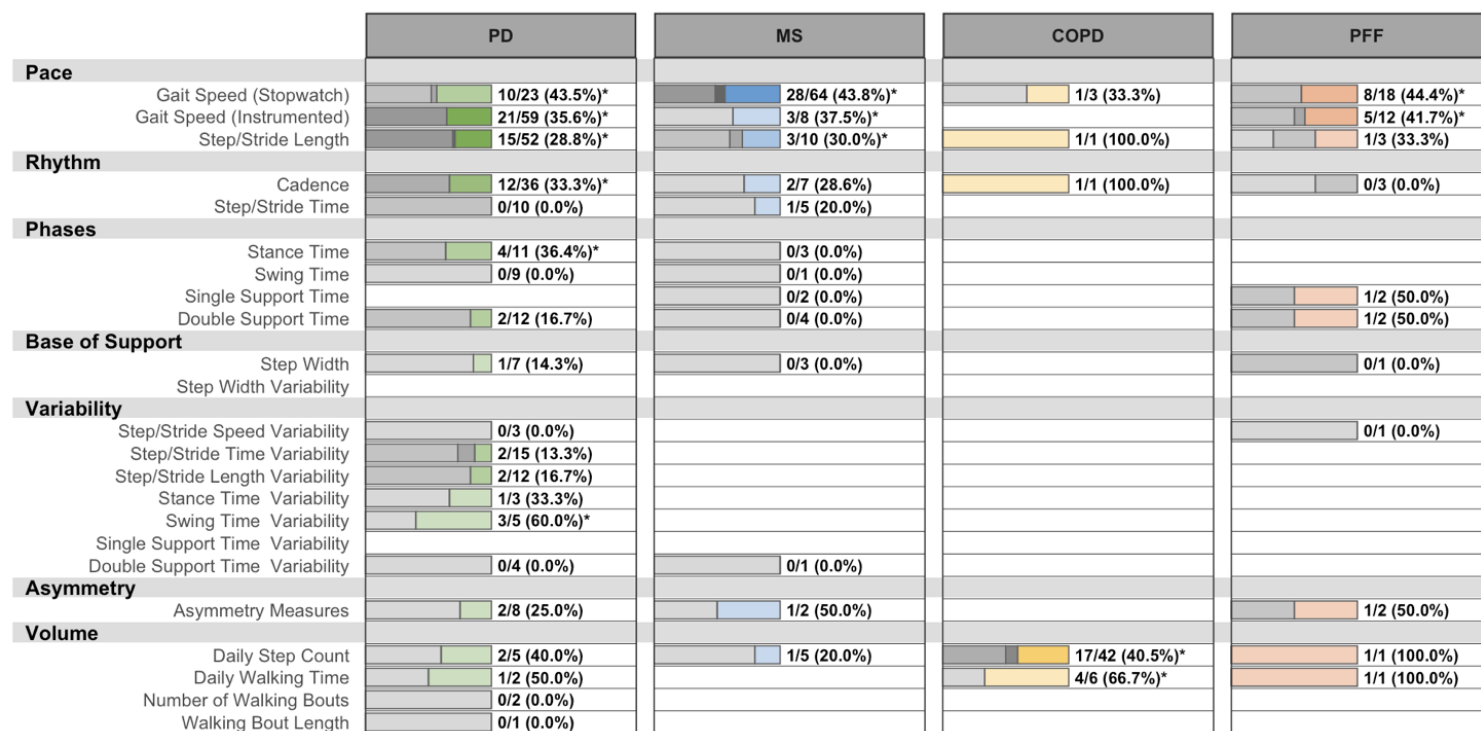 PD MS COPD PFF
Pace
Gait Speed (Stopwatch) 10/23 (43.5%)* 28/64 (43.8%)* 1/3 (33.3%) 8/18 (44.4%)*
Gait Speed (Instrumented) 21/59 (35.6%)* 3/8 (37.5%)* 5/12 (41.7%)*
Step/Stride Length 15/52 (28.8%)* 3/10 (30.0%)* 1/1 (100.0%) 1/3 (33.3%)
Rhythm
Cadence 12/36 (33.3%)* 2/7 (28.6%) 1/1 (100.0%) 0/3 (0.0%)
Step/Stride Time 0/10 (0.0%) 1/5 (20.0%)
Phases
Stance Time 4/11 (36.4%)* 0/3 (0.0%)
Swing Time 0/9 (0.0%) 0/1 (0.0%)
Single Support Time 0/2 (0.0%) 1/2 (50.0%)
Double Support Time 2/12 (16.7%) 0/4 (0.0%) 1/2 (50.0%)
Base of Support
Step Width 1/7 (14.3%) 0/3 (0.0%) 0/1 (0.0%)
Step Width Variability
Variability
Step/Stride Speed Variability 0/3 (0.0%) 0/1 (0.0%)
Step/Stride Time Variability 2/15 (13.3%)
Step/Stride Length Variability 2/12 (16.7%)
Stance Time Variability 1/3 (33.3%)
Swing Time Variability 3/5 (60.0%)*
Single Support Time Variability
Double Support Time Variability 0/4 (0.0%) 0/1 (0.0%)
Asymmetry
Asymmetry Measures 2/8 (25.0%) 1/2 (50.0%) 1/2 (50.0%)
Volume
Daily Step Count 2/5 (40.0%) 1/5 (20.0%) 17/42 (40.5%)* 1/1 (100.0%)
Daily Walking Time 1/2 (50.0%) 4/6 (66.7%)* 1/1 (100.0%)
Number of Walking Bouts 0/2 (0.0%)
Walking Bout Length 0/1 (0.0%)